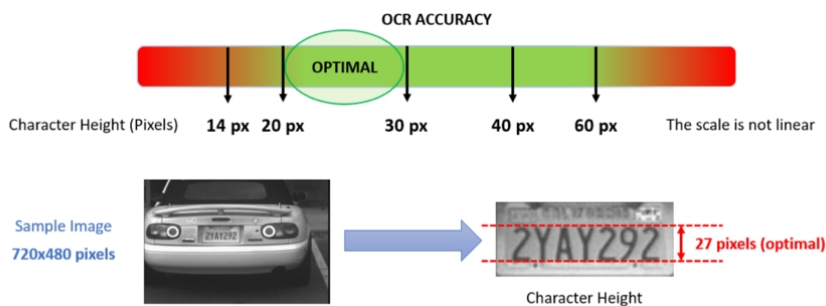 OCR ACCURACY
OPTIMAL
Character Height (Pixels) 14 px 20 px 30 px 40 px 60 px The scale is not linear
Sample Image
720x480 pixels
2YAY292
2YAY292
27 pixels (optimal)
Character Height